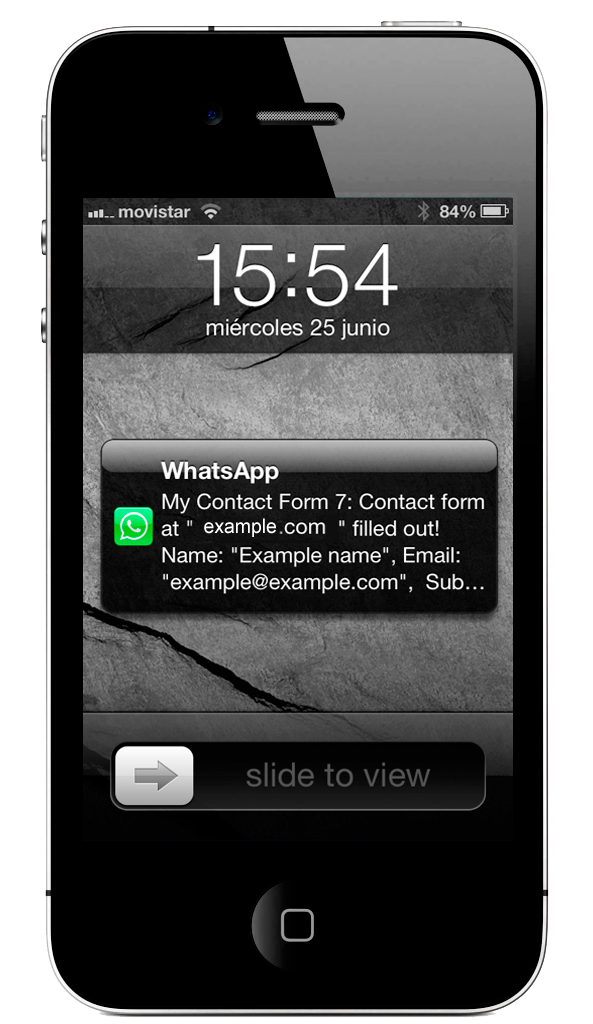 movistar 84%
15:54
miércoles 25 junio
WhatsApp
My Contact Form 7: Contact form
at " example.com " filled out!
Name: "Example name", Email:
"example@example.com", Sub...
slide to view